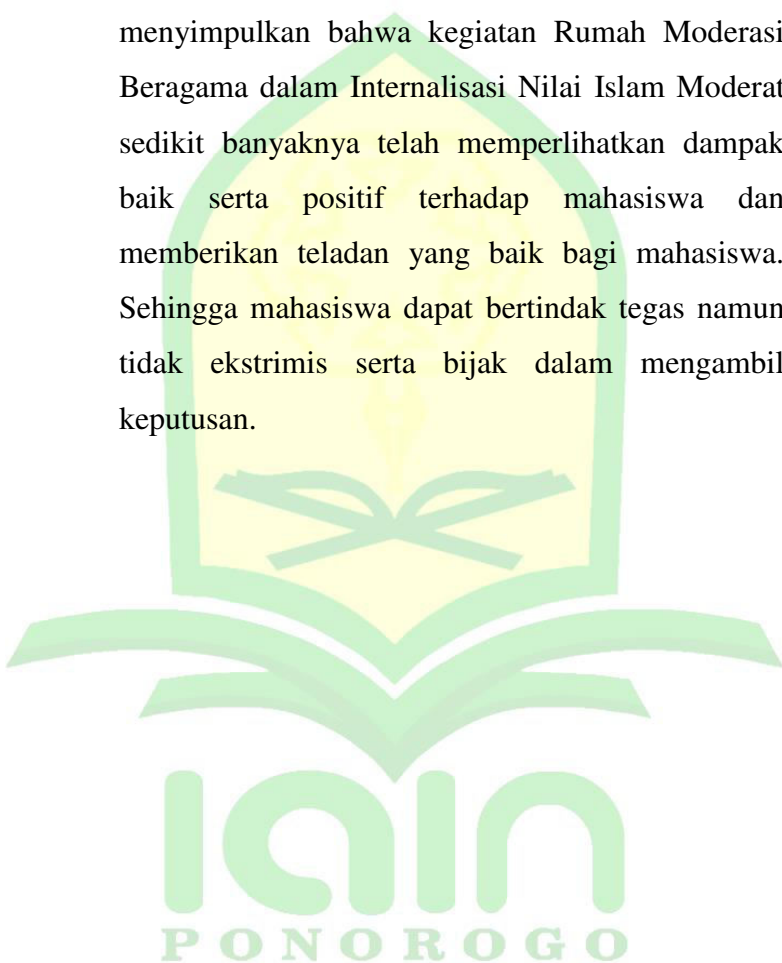 menyimpulkan bahwa kegiatan Rumah Moderasi
Beragama dalam Internalisasi Nilai Islam Moderat
sedikit banyaknya telah memperlihatkan dampak
baik serta positif terhadap mahasiswa dan
memberikan teladan yang baik bagi mahasiswa.
Sehingga mahasiswa dapat bertindak tegas namun
tidak ekstrimis serta bijak dalam mengambil
keputusan.
iain
PONOROGO